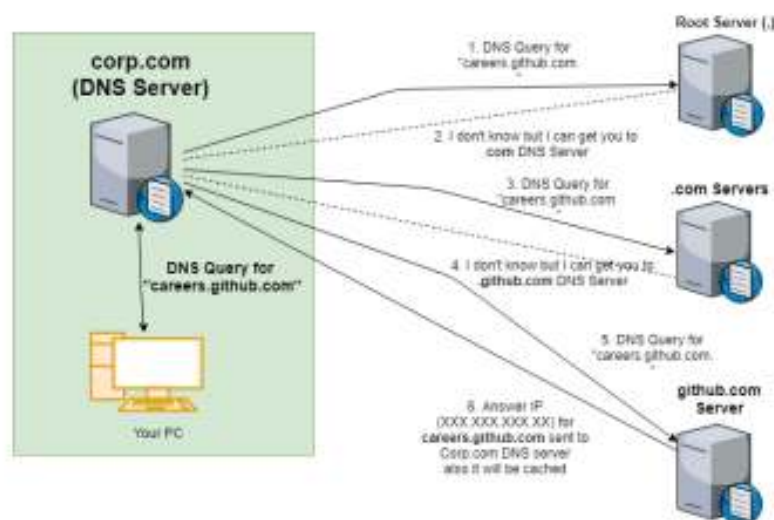 corp.com
(DNS Server)
DNS Query for
"careers.github.com"
Your PC
1. DNS Query for
"careers.github.com
"
Root Server (.)
2. I don't know but I can get you to
com DNS Server
3. DNS Query for
"careers.github.com
"
.com Servers
4. I don't know but I can get you to
.github.com DNS Server
5. DNS Query for
"careers.github.com
"
github.com
Server
6. Answer IP
(XXX.XXX.XXX.XX) for
careers.github.com sent to
Corp.com DNS server
also it will be cached